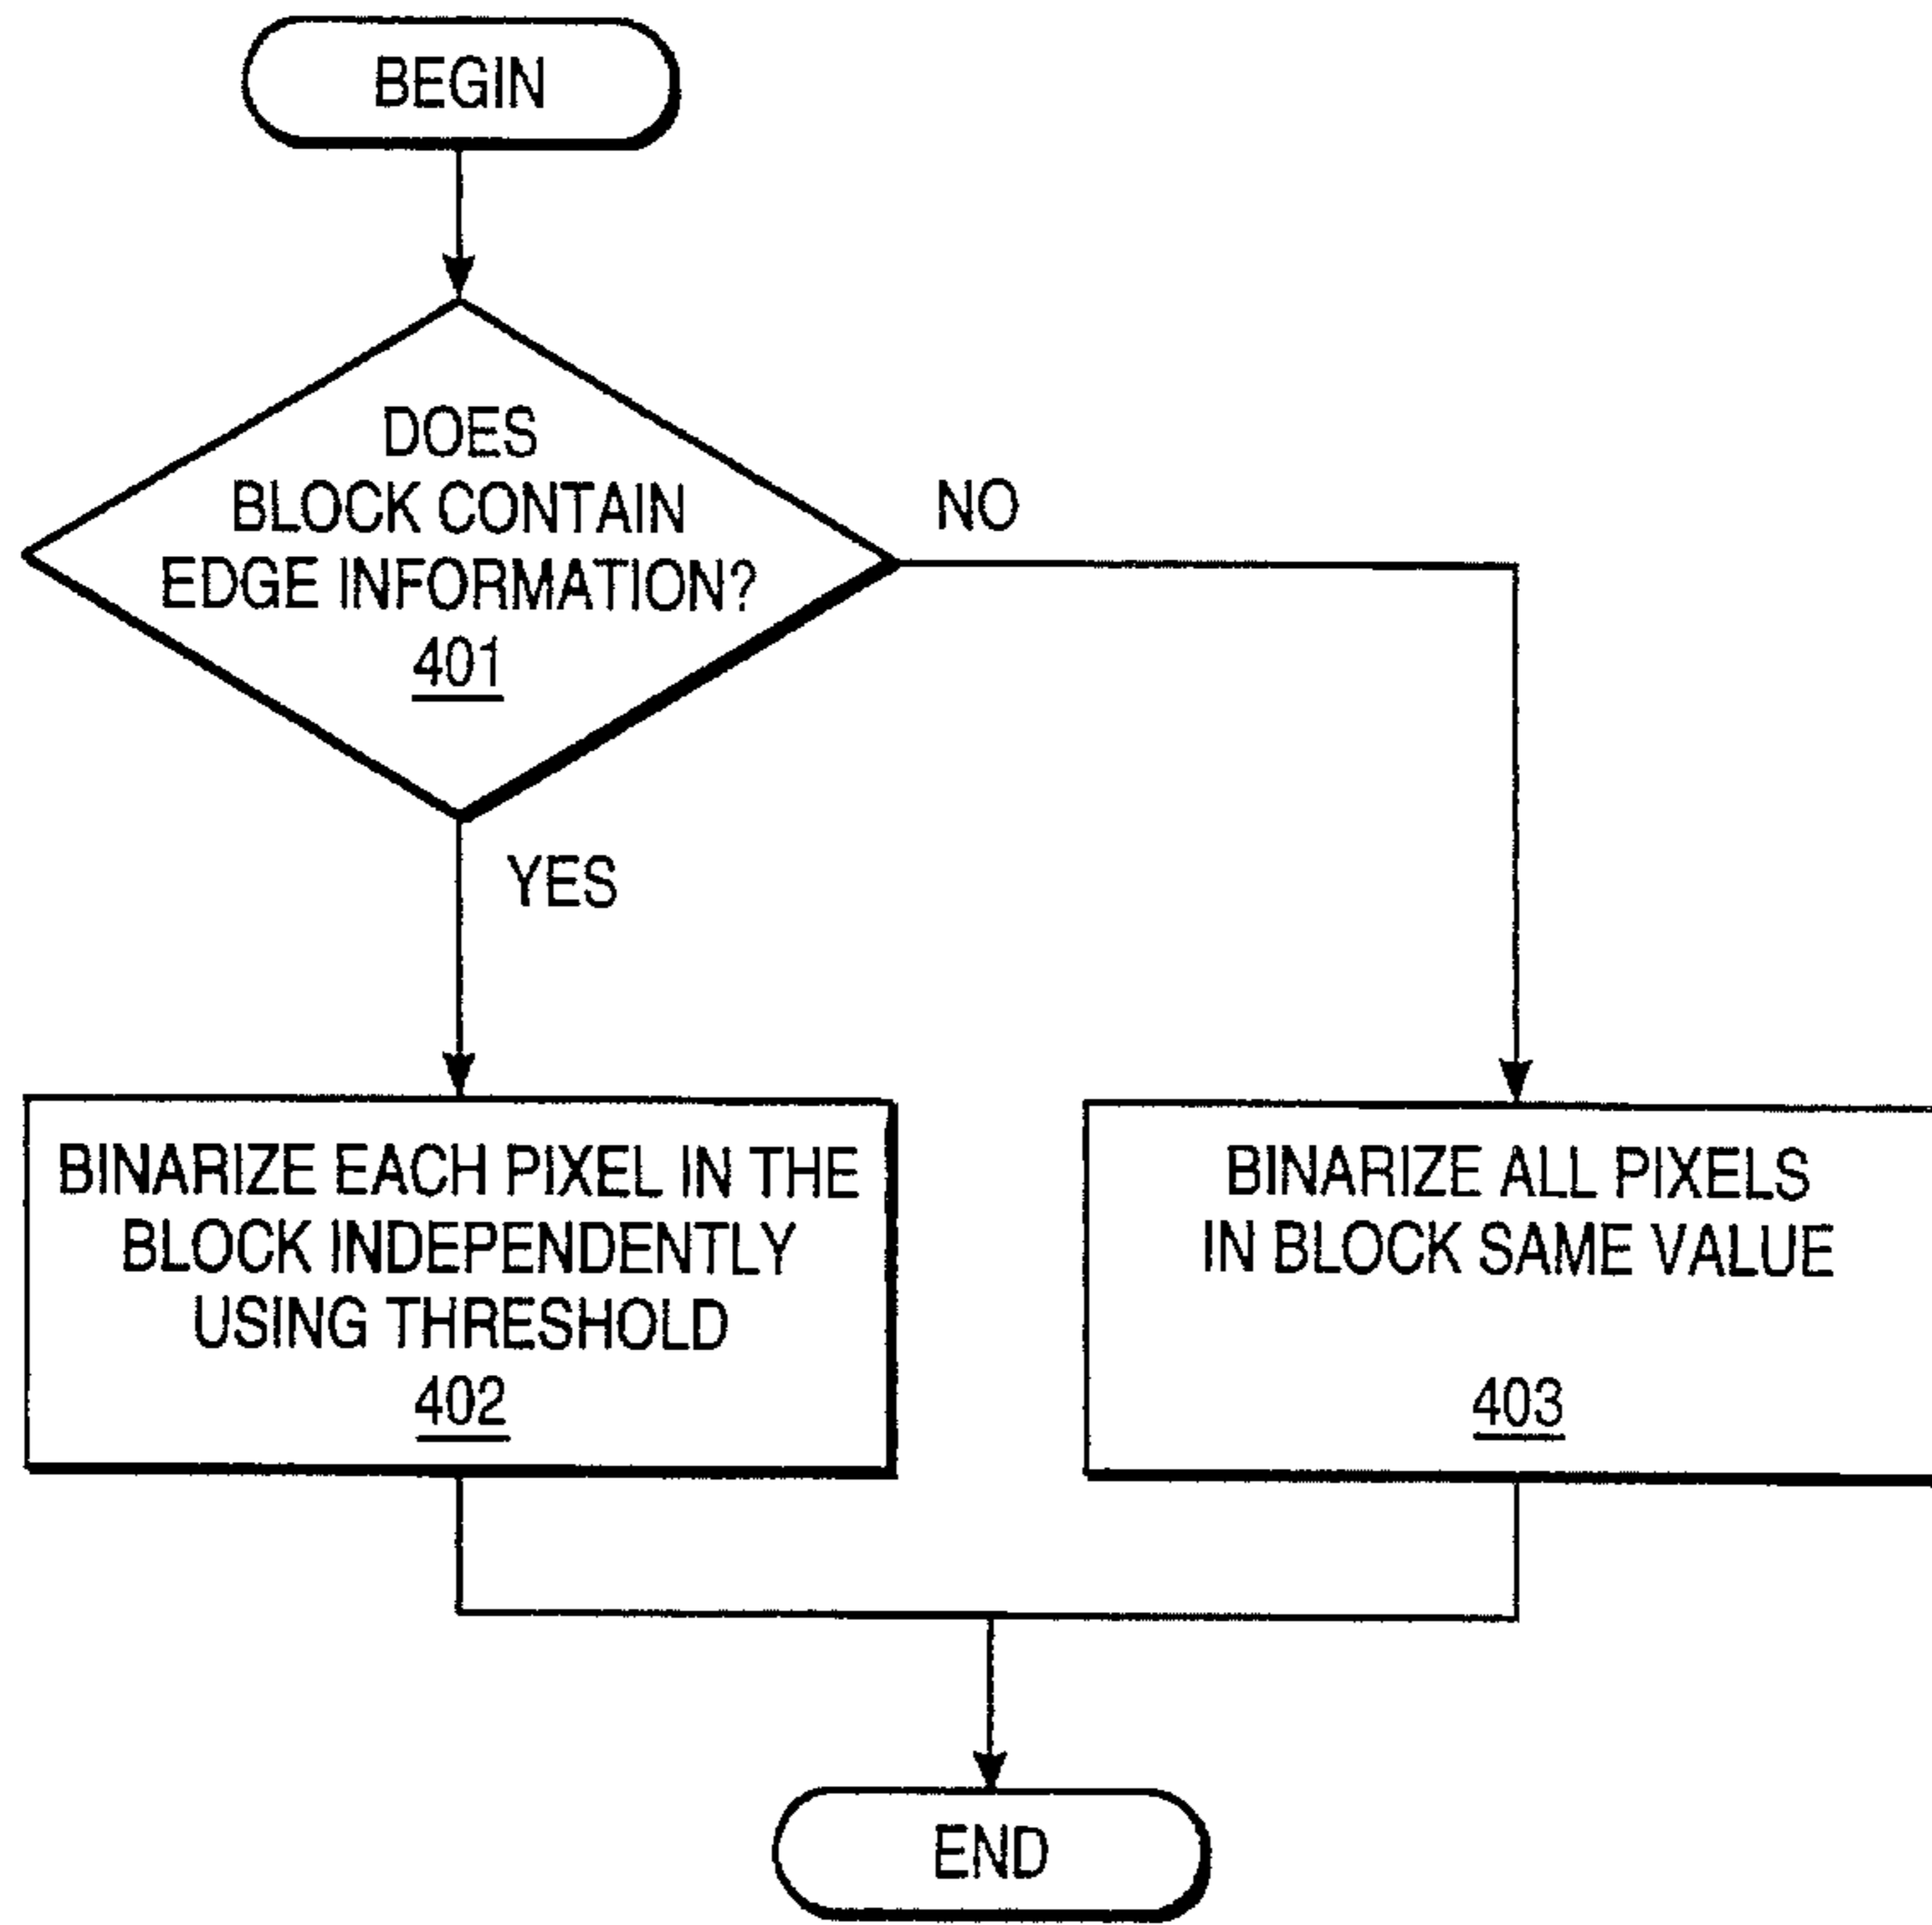 BEGIN
DOES
BLOCK CONTAIN
EDGE INFORMATION?
401
NO
YES
BINARIZE EACH PIXEL IN THE
BLOCK INDEPENDENTLY
USING THRESHOLD
402
BINARIZE ALL PIXELS
IN BLOCK SAME VALUE
403
END